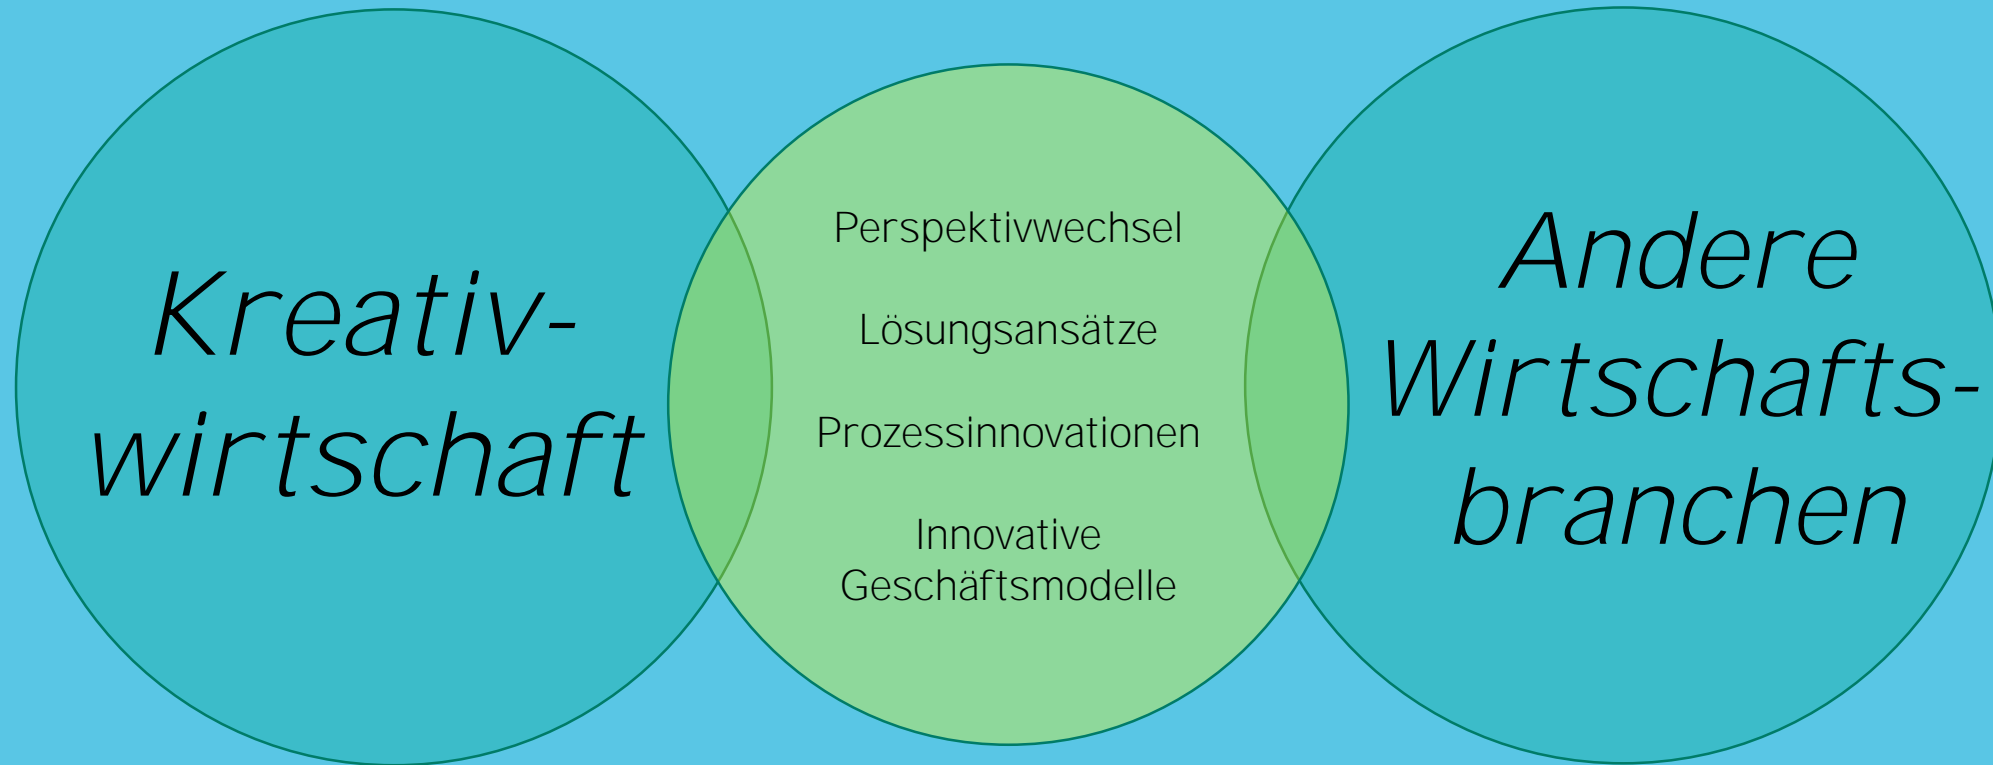 Kreativ-
wirtschaft
Perspektivwechsel
Lösungsansätze
Prozessinnovationen
Innovative
Geschäftsmodelle
Andere
Wirtschafts-
branchen